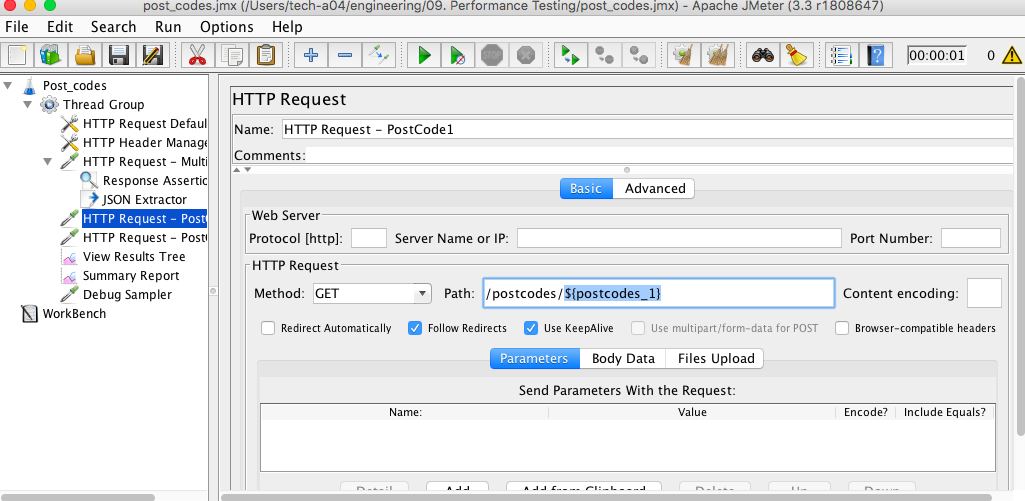 post_codes.jmx (/Users/tech-a04/engineering/09. Performance Testing/post_codes.jmx) - Apache JMeter (3.3 r1808647)
File Edit Search Run Options Help
00:00:01 0
Post_codes
Thread Group
HTTP Request Defaul
HTTP Header Manage
HTTP Request - Multi
Response Assertio
JSON Extractor
HTTP Request - Post
HTTP Request - Post
View Results Tree
Summary Report
Debug Sampler
WorkBench
HTTP Request
Name: HTTP Request - PostCode1
Comments:
Basic Advanced
Web Server
Protocol [http]: Server Name or IP: Port Number:
HTTP Request
Method: GET Path: /postcodes/${postcodes_1} Content encoding:
Redirect Automatically Follow Redirects Use KeepAlive Use multipart/form-data for POST Browser-compatible headers
Parameters Body Data Files Upload
Send Parameters With the Request:
Name: Value Encode? Include Equals?
Detail Add Add from Clipboard Delete Up Down